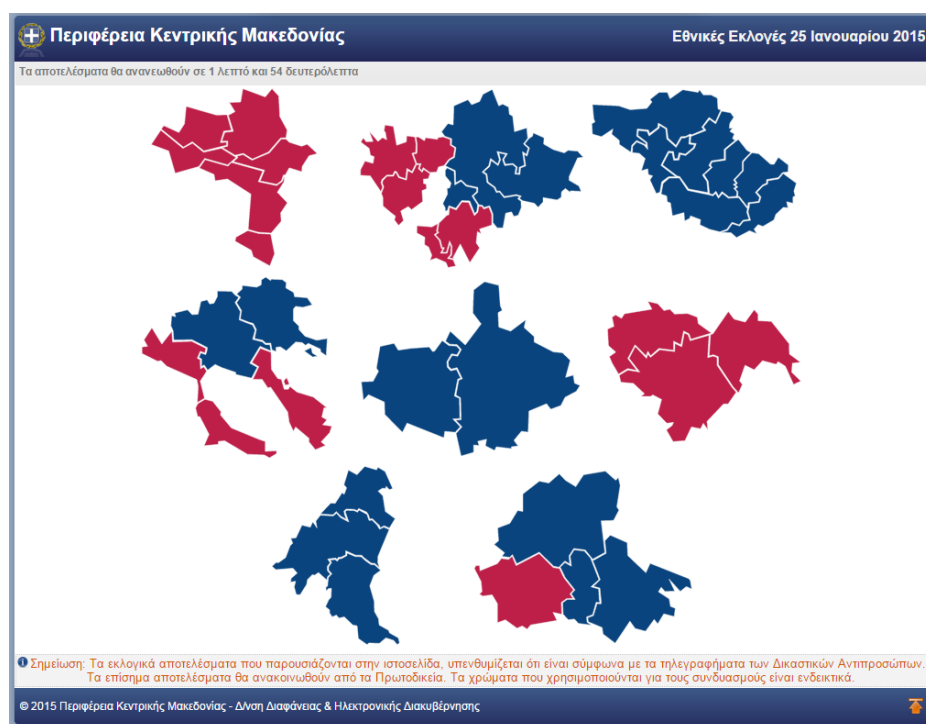 Περιφέρεια Κεντρικής Μακεδονίας
Εθνικές Εκλογές 25 Ιανουαρίου 2015
Τα αποτελέσματα θα ανανεωθούν σε 1 λεπτό και 54 δευτερόλεπτα
Σημείωση: Τα εκλογικά αποτελέσματα που παρουσιάζονται στην ιστοσελίδα, υπενθυμίζεται ότι είναι σύμφωνα με τα τηλεγραφήματα των Δικαστικών Αντιπροσώπων.
Τα επίσημα αποτελέσματα θα ανακοινωθούν από τα Πρωτοδικεία. Τα χρώματα που χρησιμοποιούνται για τους συνδυασμούς είναι ενδεικτικά.
© 2015 Περιφέρεια Κεντρικής Μακεδονίας - Δ/νση Διαφάνειας & Ηλεκτρονικής Διακυβέρνησης